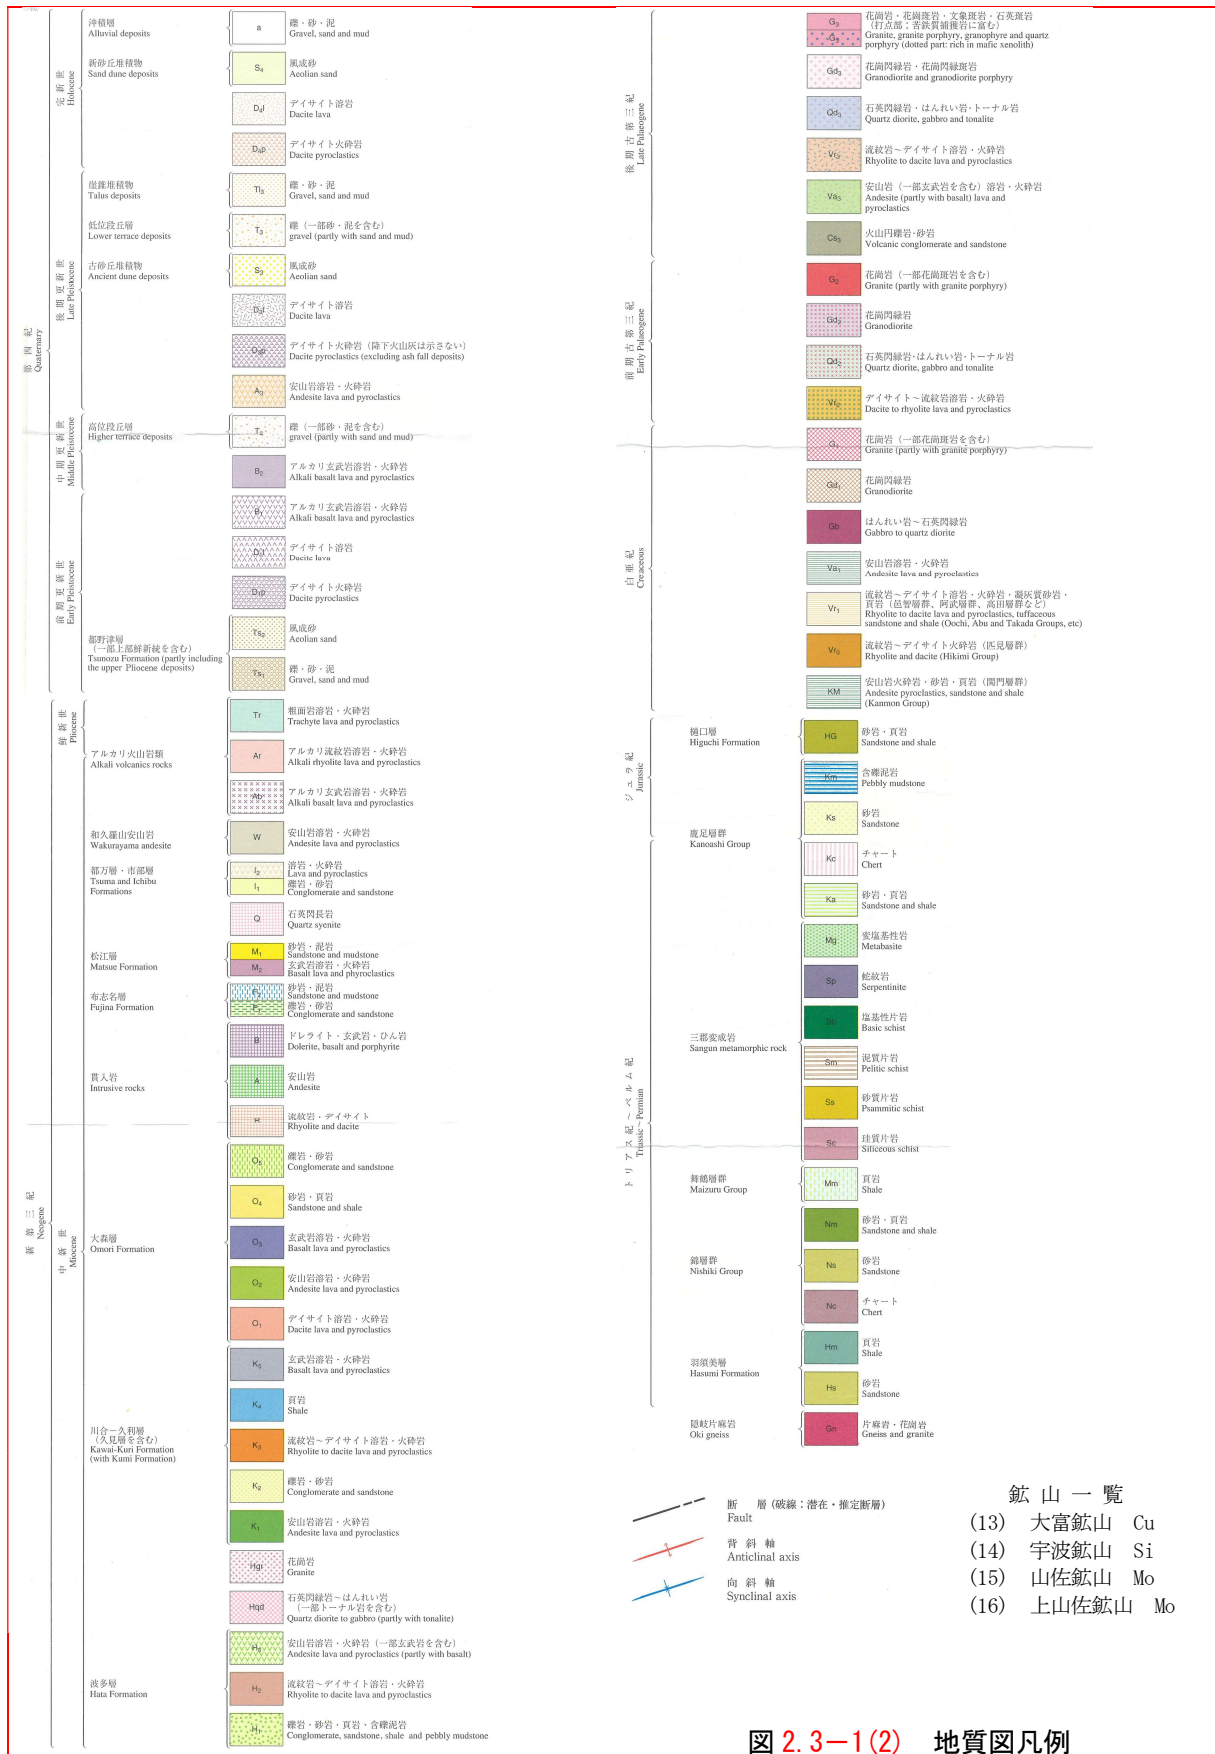 第四紀
Quaternary
完新世
Holocene
沖積層
Alluvial deposits
a
礫・砂・泥
Gravel, sand and mud
新砂丘堆積物
Sand dune deposits
S4
風成砂
Aeolian sand
D4l
デイサイト溶岩
Dacite lava
D4p
デイサイト火砕岩
Dacite pyroclastics
後期更新世
Late Pleistocene
崖錐堆積物
Talus deposits
Tl3
礫・砂・泥
Gravel, sand and mud
低位段丘層
Lower terrace deposits
T3
礫（一部砂・泥を含む）
gravel (partly with sand and mud)
古砂丘堆積物
Ancient dune deposits
S3
風成砂
Aeolian sand
D3l
デイサイト溶岩
Dacite lava
D3p
デイサイト火砕岩（降下火山灰は示さない）
Dacite pyroclastics (excluding ash fall deposits)
A3
安山岩溶岩・火砕岩
Andesite lava and pyroclastics
中期更新世
Middle Pleistocene
高位段丘層
Higher terrace deposits
T2
礫（一部砂・泥を含む）
gravel (partly with sand and mud)
B2
アルカリ玄武岩溶岩・火砕岩
Alkali basalt lava and pyroclastics
前期更新世
Early Pleistocene
B1
アルカリ玄武岩溶岩・火砕岩
Alkali basalt lava and pyroclastics
デイサイト溶岩
Dacite lava
D1p
デイサイト火砕岩
Dacite pyroclastics
都野津層
（一部上部鮮新統を含む）
Tsunozu Formation (partly including
the upper Pliocene deposits)
Ts2
風成砂
Aeolian sand
Ts1
礫・砂・泥
Gravel, sand and mud
新第三紀
Neogene
鮮新世
Pliocene
中新世
Miocene
アルカリ火山岩類
Alkali volcanics rocks
Tr
粗面岩溶岩・火砕岩
Trachyte lava and pyroclastics
Ar
アルカリ流紋岩溶岩・火砕岩
Alkali rhyolite lava and pyroclastics
Ab
アルカリ玄武岩溶岩・火砕岩
Alkali basalt lava and pyroclastics
和久羅山安山岩
Wakurayama andesite
W
安山岩溶岩・火砕岩
Andesite lava and pyroclastics
都万層・市部層
Tsuma and Ichibu
Formations
I2
溶岩・火砕岩
Lava and pyroclastics
I1
礫岩・砂岩
Conglomerate and sandstone
Q
石英閃長岩
Quartz syenite
松江層
Matsue Formation
M1
砂岩・泥岩
Sandstone and mudstone
M2
玄武岩溶岩・火砕岩
Basalt lava and phyroclastics
布志名層
Fujina Formation
F2
砂岩・泥岩
Sandstone and mudstone
F1
礫岩・砂岩
Conglomerate and sandstone
貫入岩
Intrusive rocks
B
ドレライト・玄武岩・ひん岩
Dolerite, basalt and porphyrite
A
安山岩
Andesite
R
流紋岩・デイサイト
Rhyolite and dacite
大森層
Omori Formation
O5
礫岩・砂岩
Conglomerate and sandstone
O4
砂岩・頁岩
Sandstone and shale
O3
玄武岩溶岩・火砕岩
Basalt lava and pyroclastics
O2
安山岩溶岩・火砕岩
Andesite lava and pyroclastics
O1
デイサイト溶岩・火砕岩
Dacite lava and pyroclastics
川合－久利層
（久見層を含む）
Kawai-Kuri Formation
(with Kumi Formation)
K5
玄武岩溶岩・火砕岩
Basalt lava and pyroclastics
K4
頁岩
Shale
K3
流紋岩～デイサイト溶岩・火砕岩
Rhyolite to dacite lava and pyroclastics
K2
礫岩・砂岩
Conglomerate and sandstone
K1
安山岩溶岩・火砕岩
Andesite lava and pyroclastics
Hgr
花崗岩
Granite
Hqd
石英閃緑岩～はんれい岩
（一部トーナル岩を含む）
Quartz diorite to gabbro (partly with tonalite)
波多層
Hata Formation
H3
安山岩溶岩・火砕岩（一部玄武岩を含む）
Andesite lava and pyroclastics (partly with basalt)
H2
流紋岩～デイサイト溶岩・火砕岩
Rhyolite to dacite lava and pyroclastics
H1
礫岩・砂岩・頁岩・含礫泥岩
Conglomerate, sandstone, shale and pebbly mudstone
後期古第三紀
Late Palaeogene
G3
G3
花崗岩・花崗斑岩・文象斑岩・石英斑岩
（打点部：苦鉄質捕獲岩に富む）
Granite, granite porphyry, granophyre and quartz
porphyry (dotted part: rich in mafic xenolith)
Gd3
花崗閃緑岩・花崗閃緑斑岩
Granodiorite and granodiorite porphyry
Qd3
石英閃緑岩・はんれい岩・トーナル岩
Quartz diorite, gabbro and tonalite
Vr3
流紋岩～デイサイト溶岩・火砕岩
Rhyolite to dacite lava and pyroclastics
Va3
安山岩（一部玄武岩を含む）溶岩・火砕岩
Andesite (partly with basalt) lava and
pyroclastics
Cs3
火山円礫岩・砂岩
Volcanic conglomerate and sandstone
前期古第三紀
Early Palaeogene
G2
花崗岩（一部花崗斑岩を含む）
Granite (partly with granite porphyry)
Gd2
花崗閃緑岩
Granodiorite
Qd2
石英閃緑岩・はんれい岩・トーナル岩
Quartz diorite, gabbro and tonalite
Vr2
デイサイト～流紋岩溶岩・火砕岩
Dacite to rhyolite lava and pyroclastics
白亜紀
Creaceous
G1
花崗岩（一部花崗斑岩を含む）
Granite (partly with granite porphyry)
Gd1
花崗閃緑岩
Granodiorite
Gb
はんれい岩～石英閃緑岩
Gabbro to quartz diorite
Va1
安山岩溶岩・火砕岩
Andesite lava and pyroclastics
Vr1
流紋岩～デイサイト溶岩・火砕岩・凝灰質砂岩・
頁岩（邑智層群、阿武層群、高田層群など）
Rhyolite to dacite lava and pyroclastics, tuffaceous
sandstone and shale (Oochi, Abu and Takada Groups, etc)
Vr0
流紋岩～デイサイト火砕岩（匹見層群）
Rhyolite and dacite (Hikimi Group)
KM
安山岩火砕岩・砂岩・頁岩（関門層群）
Andesite pyroclastics, sandstone and shale
(Kanmon Group)
ジュラ紀
Jurassic
樋口層
Higuchi Formation
HG
砂岩・頁岩
Sandstone and shale
鹿足層群
Kanoashi Group
Km
含礫泥岩
Pebbly mudstone
Ks
砂岩
Sandstone
Kc
チャート
Chert
Ka
砂岩・頁岩
Sandstone and shale
トリアス紀～ペルム紀
Triassic～Permian
三郡変成岩
Sangun metamorphic rock
Mg
変塩基性岩
Metabasite
Sp
蛇紋岩
Serpentinite
Sb
塩基性片岩
Basic schist
Sm
泥質片岩
Pelitic schist
Ss
砂質片岩
Psammitic schist
Sc
珪質片岩
Siliceous schist
舞鶴層群
Maizuru Group
Mm
頁岩
Shale
錦層群
Nishiki Group
Nm
砂岩・頁岩
Sandstone and shale
Ns
砂岩
Sandstone
Nc
チャート
Chert
羽須美層
Hasumi Formation
Hm
頁岩
Shale
Hs
砂岩
Sandstone
隠岐片麻岩
Oki gneiss
Gn
片麻岩・花崗岩
Gneiss and granite
断　層（破線：潜在・推定断層）
Fault
背斜軸
Anticlinal axis
向斜軸
Synclinal axis
鉱山一覧
(13) 大富鉱山 Cu
(14) 宇波鉱山 Si
(15) 山佐鉱山 Mo
(16) 上山佐鉱山 Mo
図 2.3－1(2) 地質図凡例